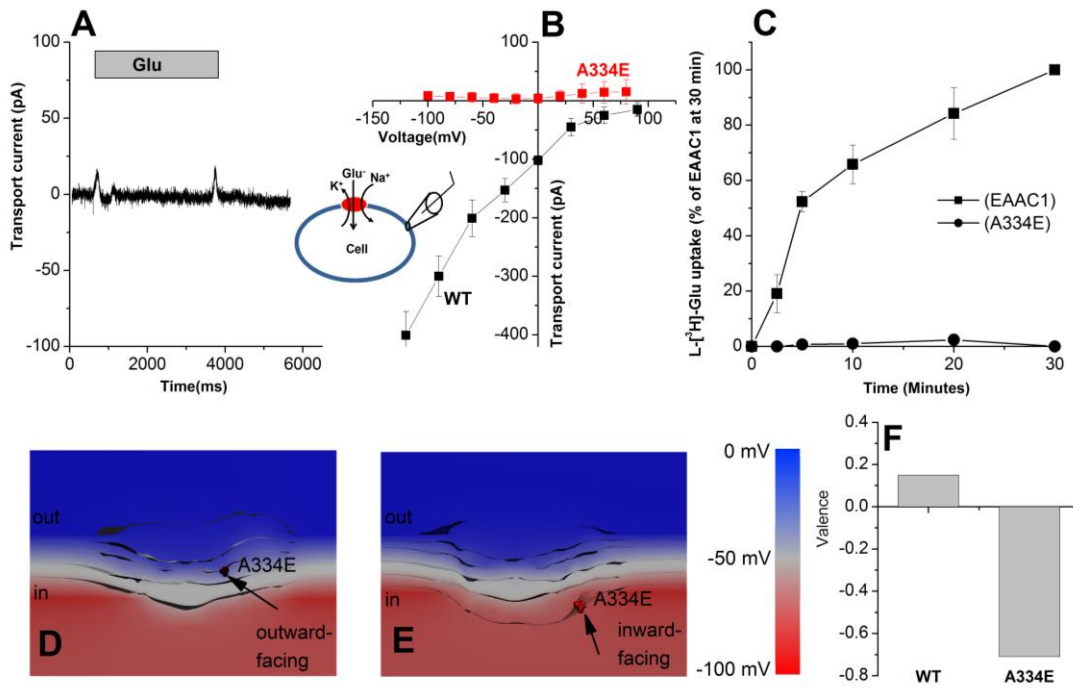 A
100
50
0
-50
-100
Transport current (pA)
Glu
0 2000 4000 6000
Time(ms)
B
100
A334E
-150 -100 -50 50 100
Voltage(mV)
-100
-200
-300
-400
Transport current (pA)
WT
Glu-
K+
Na+
Cell
C
100
80
60
40
20
0
L-[3H]-Glu uptake (% of EAAC1 at 30 min)
(EAAC1)
(A334E)
0 10 20 30
Time (Minutes)
out
A334E
in
outward-
facing
D
out
A334E
in
inward-
facing
E
0 mV
-50 mV
-100 mV
F
0.4
0.2
0.0
-0.2
-0.4
-0.6
-0.8
Valence
WT A334E